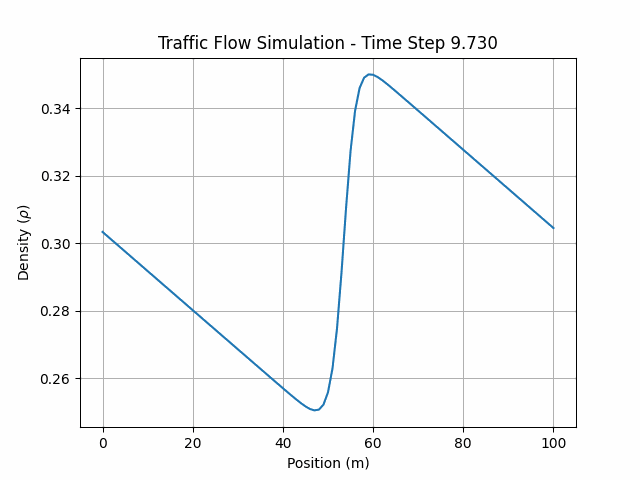 Traffic Flow Simulation - Time Step 9.730
Density (ρ)
0.34
0.32
0.30
0.28
0.26
0 20 40 60 80 100
Position (m)